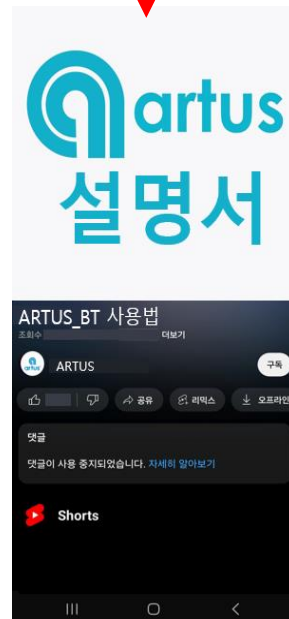 artus
설명서
ARTUS_BT 사용법
조회수
더보기
artus
ARTUS
구독
공유
리믹스
오프라인
댓글
댓글이 사용 중지되었습니다. 자세히 알아보기
Shorts